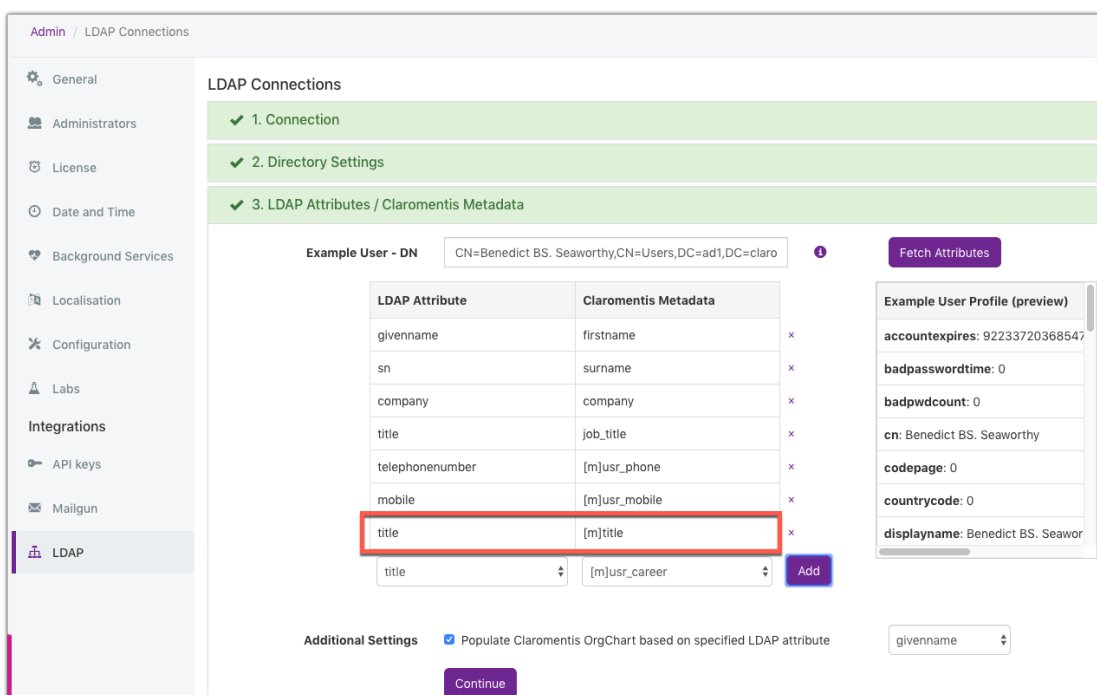 Admin / LDAP Connections
General
Administrators
License
Date and Time
Background Services
Localisation
Configuration
Labs
Integrations
API keys
Mailgun
LDAP
LDAP Connections
1. Connection
2. Directory Settings
3. LDAP Attributes / Claromentis Metadata
Example User - DN CN=Benedict BS. Seaworthy,CN=Users,DC=ad1,DC=claro Fetch Attributes
LDAP Attribute Claromentis Metadata
givenname firstname ×
sn surname ×
company company ×
title job_title ×
telephonenumber [m]usr_phone ×
mobile [m]usr_mobile ×
title [m]title ×
title [m]usr_career Add
Example User Profile (preview)
accountexpires: 92233720368547
badpasswordtime: 0
badpwdcount: 0
cn: Benedict BS. Seaworthy
codepage: 0
countrycode: 0
displayname: Benedict BS. Seawor
Additional Settings Populate Claromentis OrgChart based on specified LDAP attribute givenname
Continue